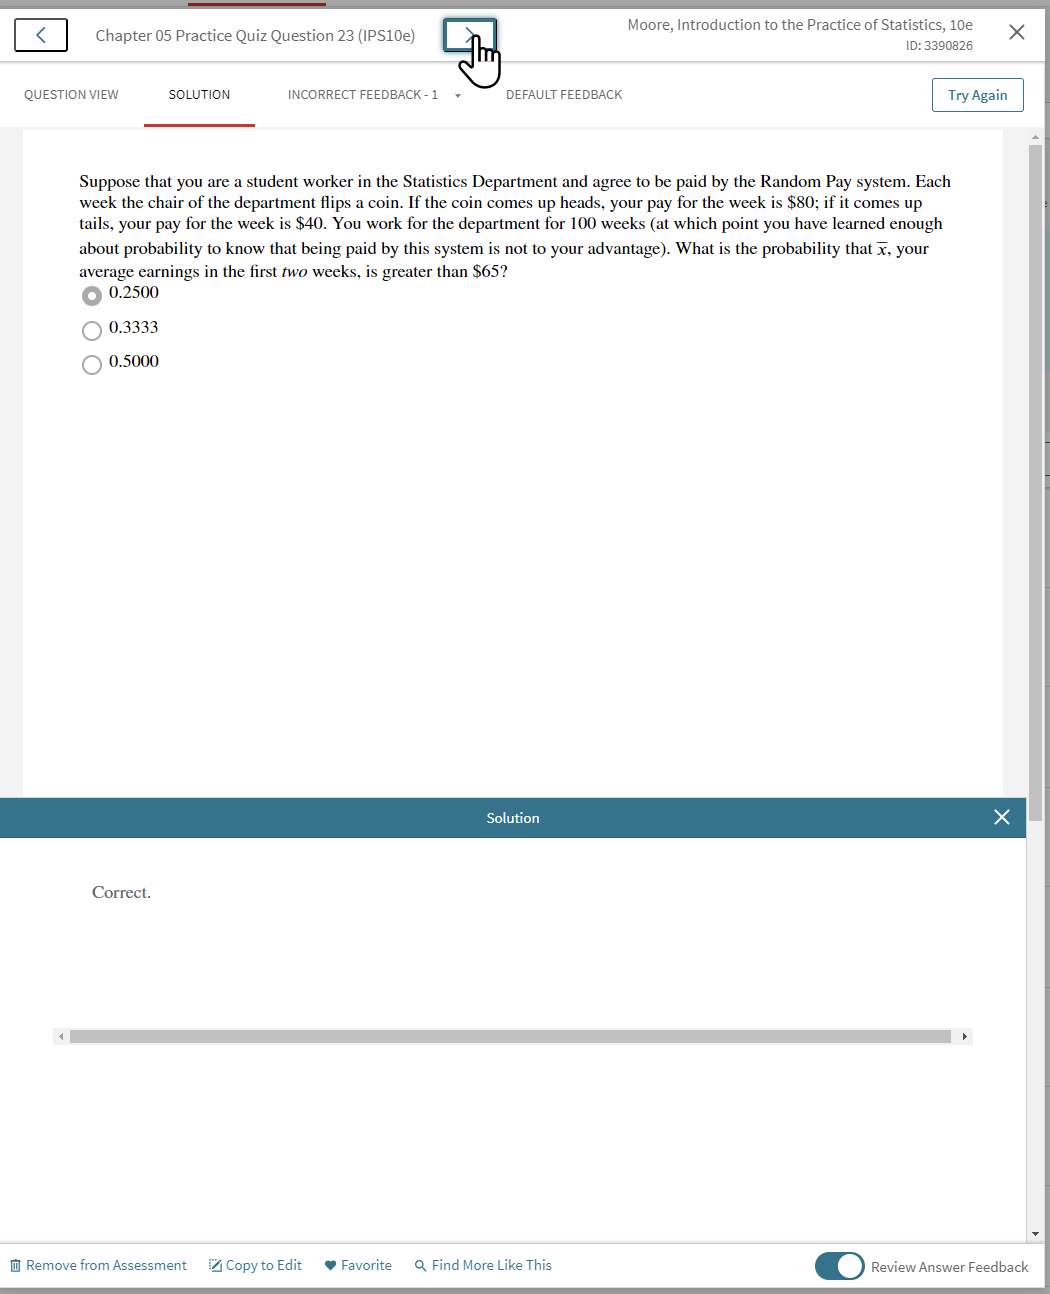 Chapter 05 Practice Quiz Question 23 (IPS10e)
Moore, Introduction to the Practice of Statistics, 10e
ID: 3390826
QUESTION VIEW
SOLUTION
INCORRECT FEEDBACK - 1
DEFAULT FEEDBACK
Try Again
Suppose that you are a student worker in the Statistics Department and agree to be paid by the Random Pay system. Each
week the chair of the department flips a coin. If the coin comes up heads, your pay for the week is $80; if it comes up
tails, your pay for the week is $40. You work for the department for 100 weeks (at which point you have learned enough
about probability to know that being paid by this system is not to your advantage). What is the probability that x̅, your
average earnings in the first two weeks, is greater than $65?
0.2500
0.3333
0.5000
Solution
Correct.
Remove from Assessment
Copy to Edit
Favorite
Find More Like This
Review Answer Feedback